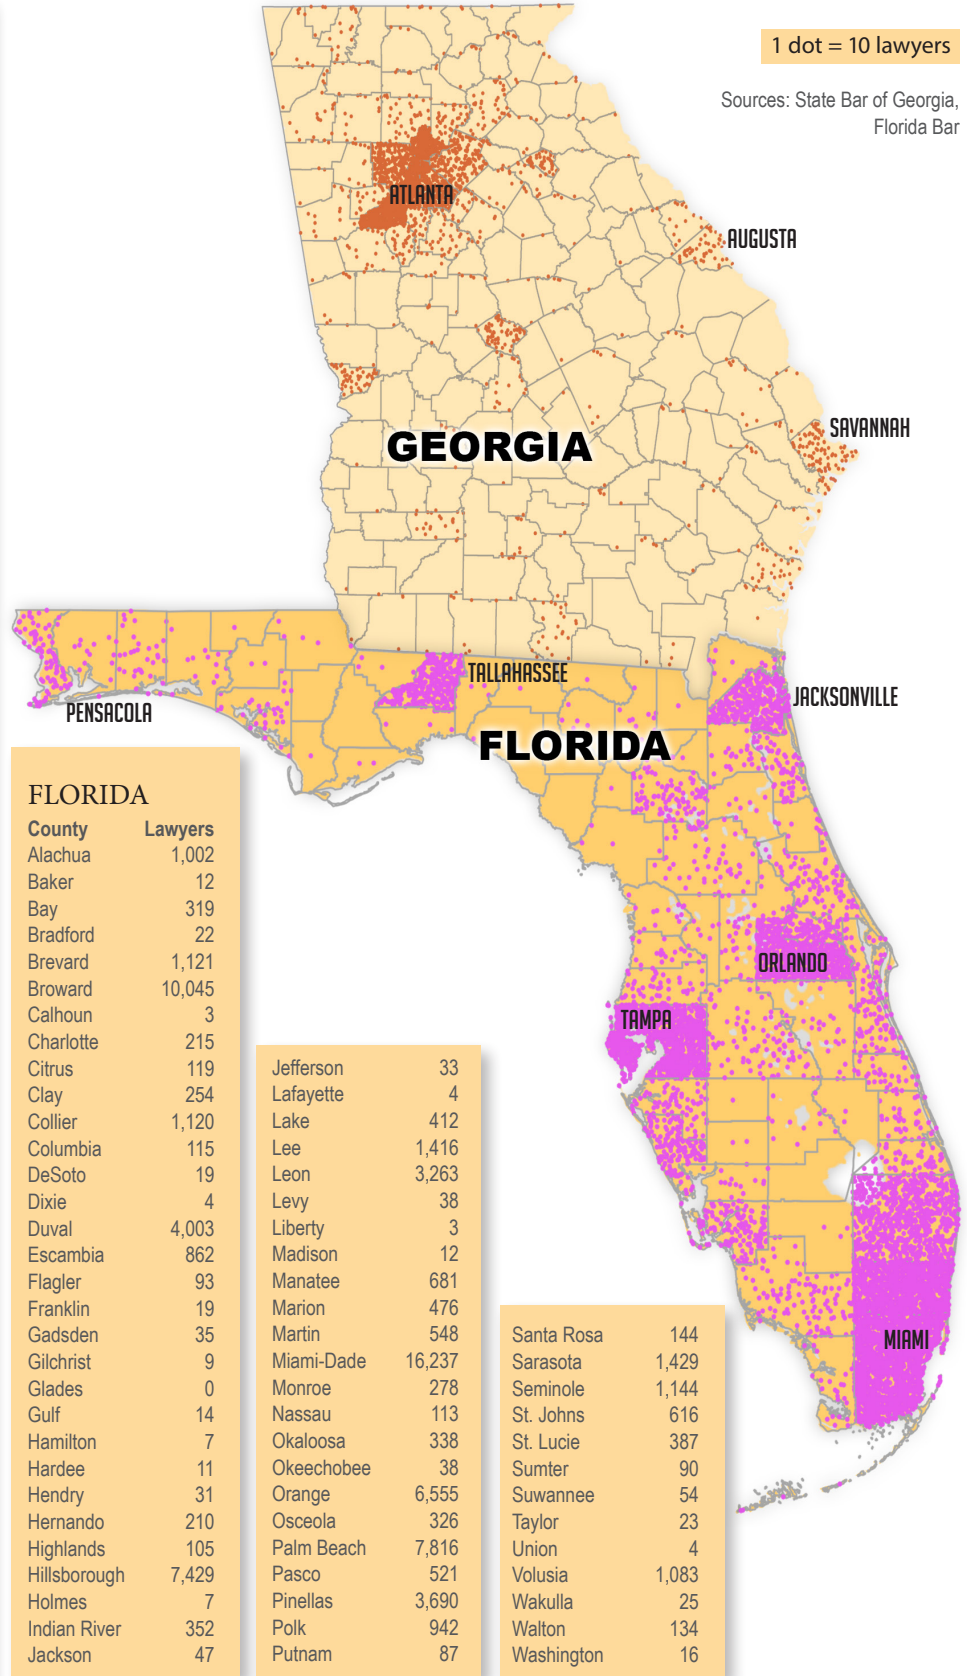 1 dot = 10 lawyers
Sources: State Bar of Georgia,
Florida Bar
ATLANTA
AUGUSTA
SAVANNAH
GEORGIA
TALLAHASSEE
JACKSONVILLE
PENSACOLA
FLORIDA
ORLANDO
TAMPA
MIAMI
FLORIDA
County Lawyers
Alachua 1,002
Baker 12
Bay 319
Bradford 22
Brevard 1,121
Broward 10,045
Calhoun 3
Charlotte 215
Citrus 119
Clay 254
Collier 1,120
Columbia 115
DeSoto 19
Dixie 4
Duval 4,003
Escambia 862
Flagler 93
Franklin 19
Gadsden 35
Gilchrist 9
Glades 0
Gulf 14
Hamilton 7
Hardee 11
Hendry 31
Hernando 210
Highlands 105
Hillsborough 7,429
Holmes 7
Indian River 352
Jackson 47
Jefferson 33
Lafayette 4
Lake 412
Lee 1,416
Leon 3,263
Levy 38
Liberty 3
Madison 12
Manatee 681
Marion 476
Martin 548
Miami-Dade 16,237
Monroe 278
Nassau 113
Okaloosa 338
Okeechobee 38
Orange 6,555
Osceola 326
Palm Beach 7,816
Pasco 521
Pinellas 3,690
Polk 942
Putnam 87
Santa Rosa 144
Sarasota 1,429
Seminole 1,144
St. Johns 616
St. Lucie 387
Sumter 90
Suwannee 54
Taylor 23
Union 4
Volusia 1,083
Wakulla 25
Walton 134
Washington 16